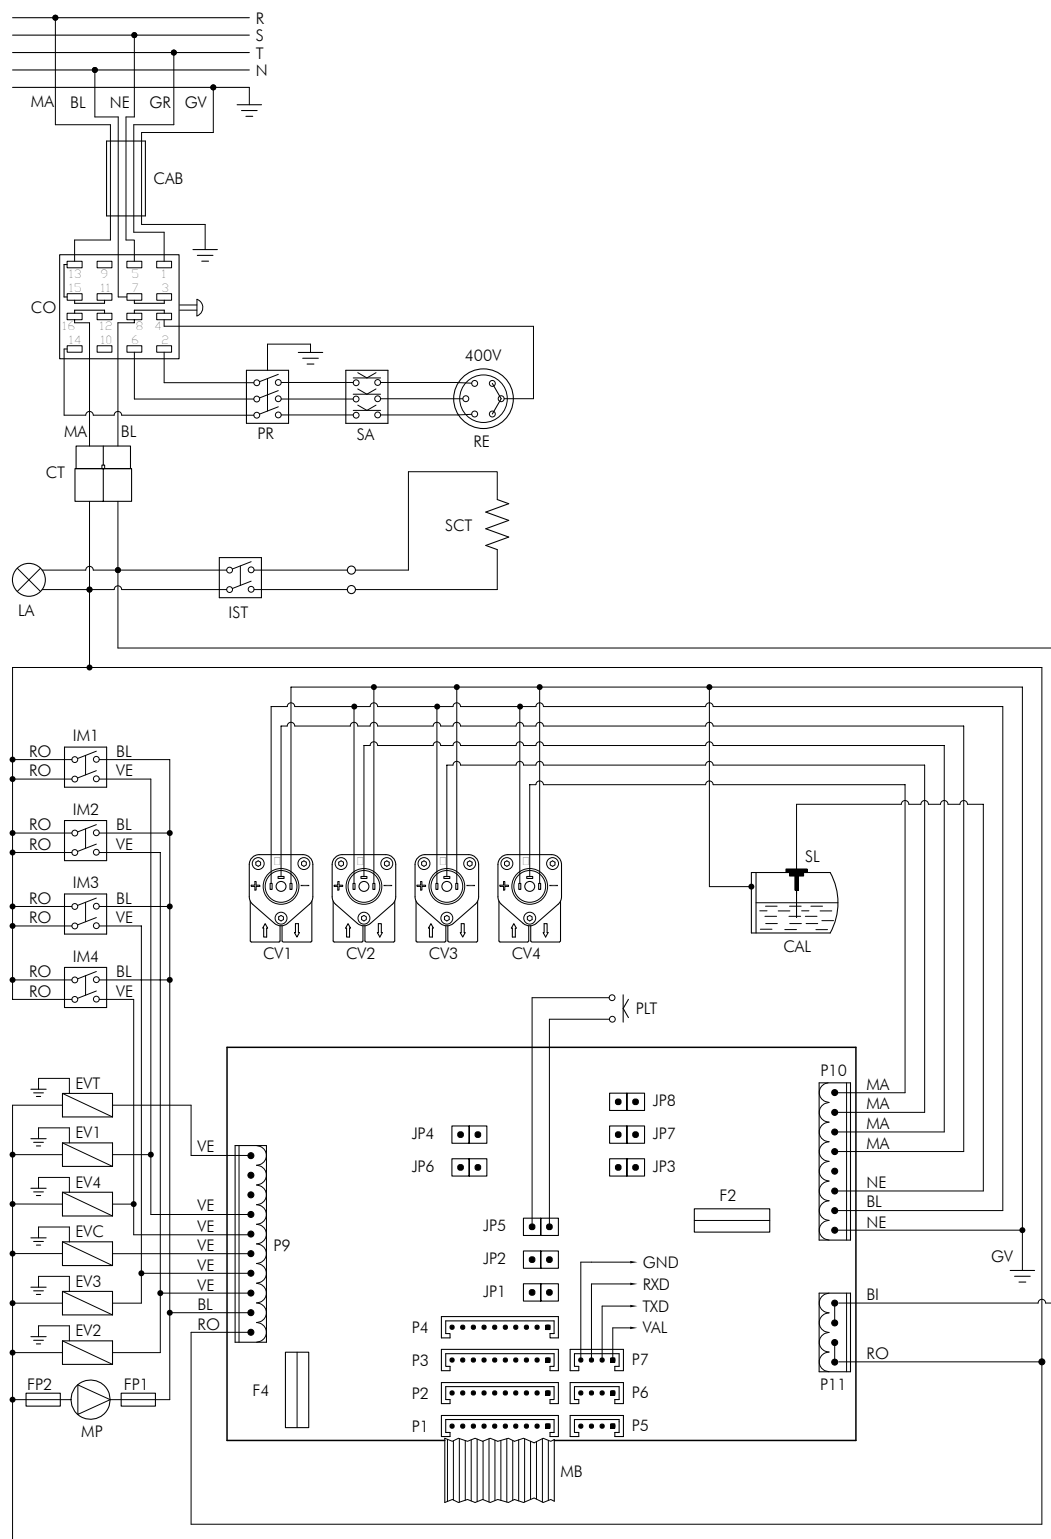 R
S
T
N
MA BL NE GR GV
CAB
13 9 5 1
15 11 7 3
CO
16 12 8 4
14 10 6 2
400V
PR SA RE
MA BL
CT
SCT
LA IST
IM1
RO BL
RO VE
IM2
RO BL
RO VE
IM3
RO BL
RO VE
IM4
RO BL
RO VE
+ − + − + − + −
CV1 CV2 CV3 CV4
SL
CAL
PLT
EVT
EV1
EV4
EVC
EV3
EV2
FP2 FP1
MP
VE
VE
VE
VE
VE
VE
BL
RO
P9
F4
JP4
JP6
JP8
JP7
JP3
JP5
JP2
JP1
F2
GND
RXD
TXD
VAL
P4
P3 P7
P2 P6
P1 P5
MB
P10
MA
MA
MA
MA
NE
BL
NE
GV
BI
RO
P11